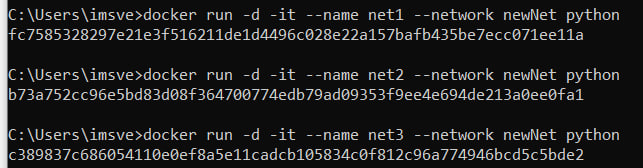 C:\Users\imsve>docker run -d -it --name net1 --network newNet python
fc7585328297e21e3f516211de1d4496c028e22a157bafb435be7ecc071ee11a
C:\Users\imsve>docker run -d -it --name net2 --network newNet python
b73a752cc96e5bd83d08f364700774edb79ad09353f9ee4e694de213a0ee0fa1
C:\Users\imsve>docker run -d -it --name net3 --network newNet python
c389837c686054110e0ef8a5e11cadcb105834c0f812c96a774946bcd5c5bde2